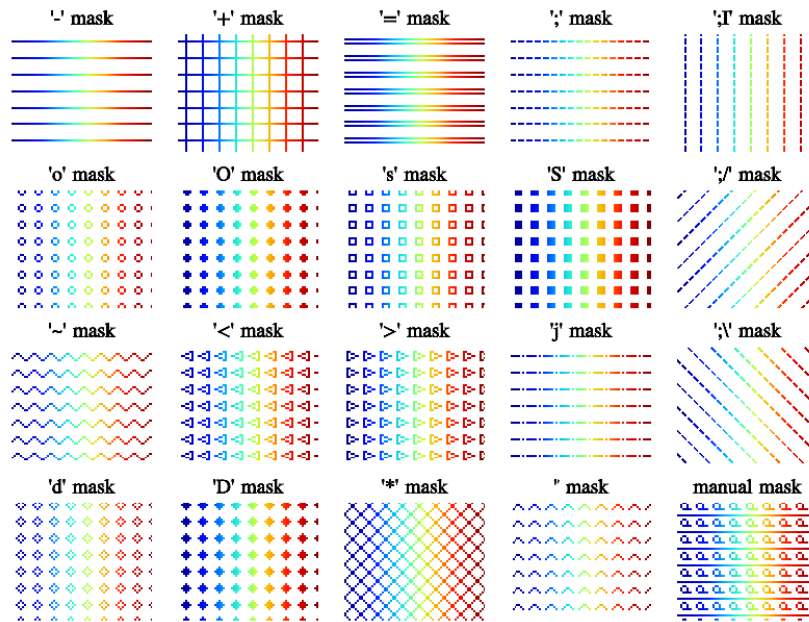 '-' mask
'+' mask
'=' mask
';' mask
';I' mask
'o' mask
'O' mask
's' mask
'S' mask
';/' mask
'~' mask
'<' mask
'>' mask
'j' mask
';\' mask
'd' mask
'D' mask
'*' mask
'' mask
manual mask